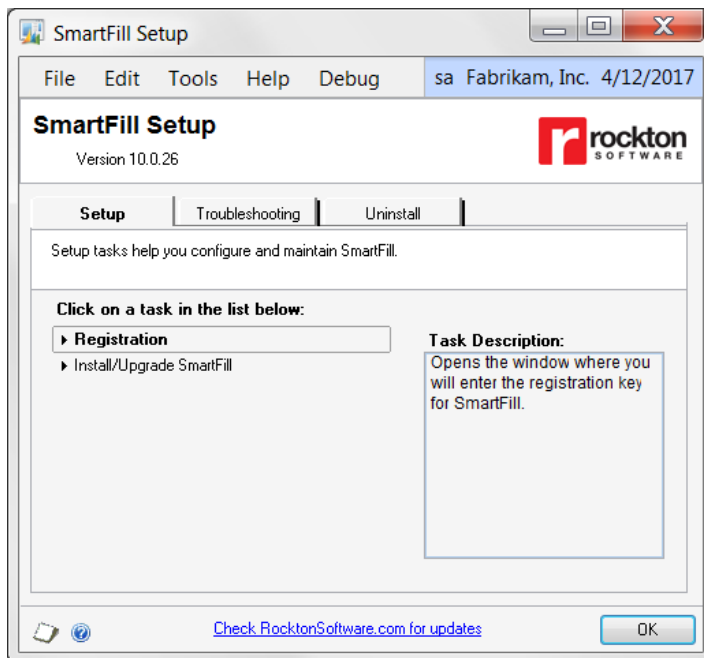 SmartFill Setup
File Edit Tools Help Debug sa Fabrikam, Inc. 4/12/2017
SmartFill Setup
Version 10.0.26
rockton
SOFTWARE
Setup Troubleshooting Uninstall
Setup tasks help you configure and maintain SmartFill.
Click on a task in the list below:
Registration
Install/Upgrade SmartFill
Task Description:
Opens the window where you
will enter the registration key
for SmartFill.
Check RocktonSoftware.com for updates
OK